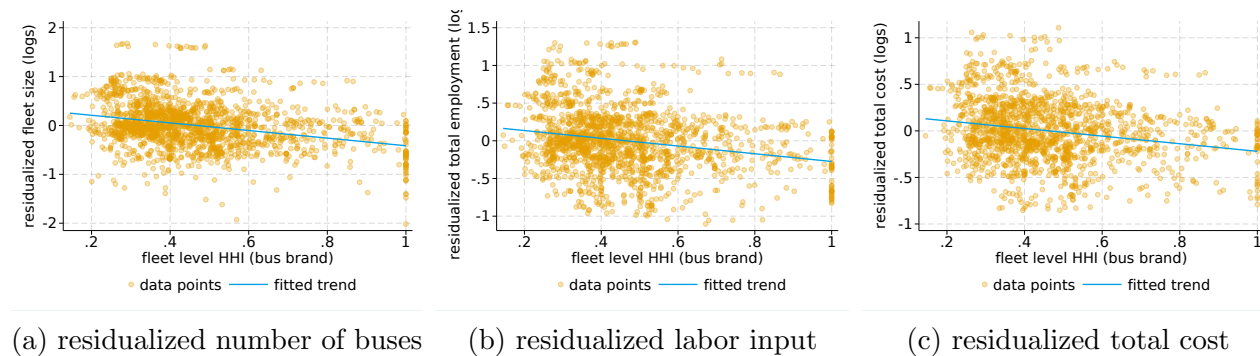 residualized fleet size (logs)
2
1
0
-1
-2
.2 .4 .6 .8 1
fleet level HHI (bus brand)
data points fitted trend
(a) residualized number of buses
residualized total employment (log
1.5
1
.5
0
-.5
-1
.2 .4 .6 .8 1
fleet level HHI (bus brand)
data points fitted trend
(b) residualized labor input
residualized total cost (logs)
1
.5
0
-.5
-1
.2 .4 .6 .8 1
fleet level HHI (bus brand)
data points fitted trend
(c) residualized total cost